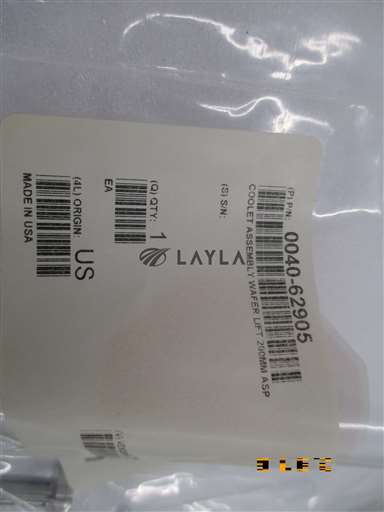 (P) P/N: 0040-62905
COOLET ASSEMBLY WAFER LIFT 200MM ASP
(S) S/N:
(Q) QTY: 1
EA
(4L) ORIGIN: US
MADE IN USA
LAYLA